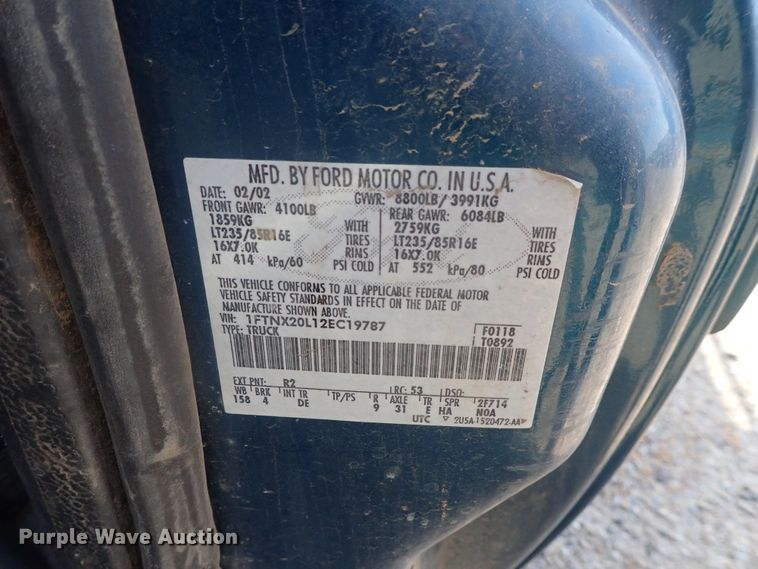 MFD. BY FORD MOTOR CO. IN U.S.A.
DATE: 02/02 GVWR: 8800LB/ 3991KG
FRONT GAWR: 4100LB REAR GAWR: 6084LB
1859KG WITH 2759KG WITH
LT235/85R16E TIRES LT235/85R16E TIRES
16X7.0K RIMS 16X7.0K RIMS
AT 414 kPa/60 PSI COLD AT 552 kPa/80 PSI COLD
THIS VEHICLE CONFORMS TO ALL APPLICABLE FEDERAL MOTOR
VEHICLE SAFETY STANDARDS IN EFFECT ON THE DATE OF
MANUFACTURE SHOWN ABOVE.
VIN: 1FTNX20L12EC19787 F0118
TYPE: TRUCK T0892
EXT PNT: R2 RC: 53 DSO:
WB BRK INT TR TP/PS R AXLE TR SPR 2F714
158 4 DE 9 31 E HA NOA
UTC ▽ 2U5A-1520472-AA
Purple Wave Auction